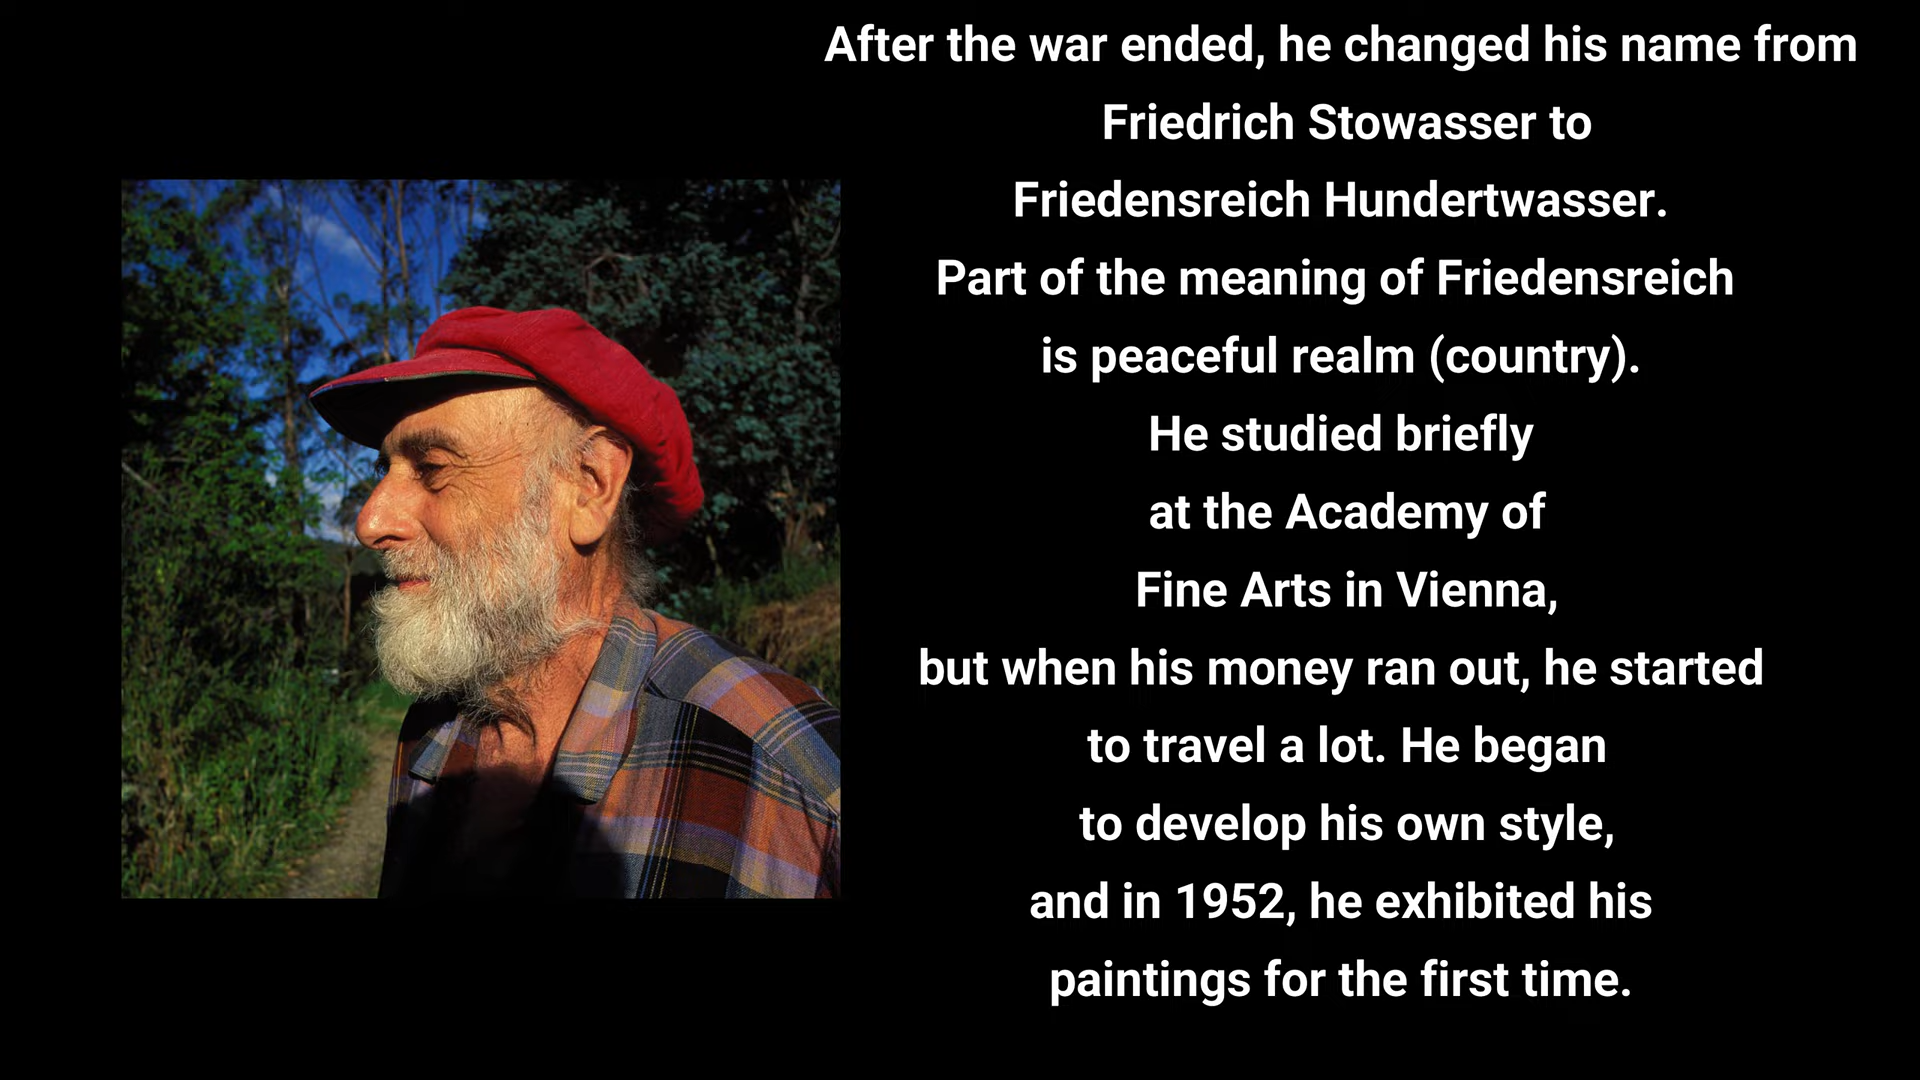 After the war ended, he changed his name from
Friedrich Stowasser to
Friedensreich Hundertwasser.
Part of the meaning of Friedensreich
is peaceful realm (country).
He studied briefly
at the Academy of
Fine Arts in Vienna,
but when his money ran out, he started
to travel a lot. He began
to develop his own style,
and in 1952, he exhibited his
paintings for the first time.